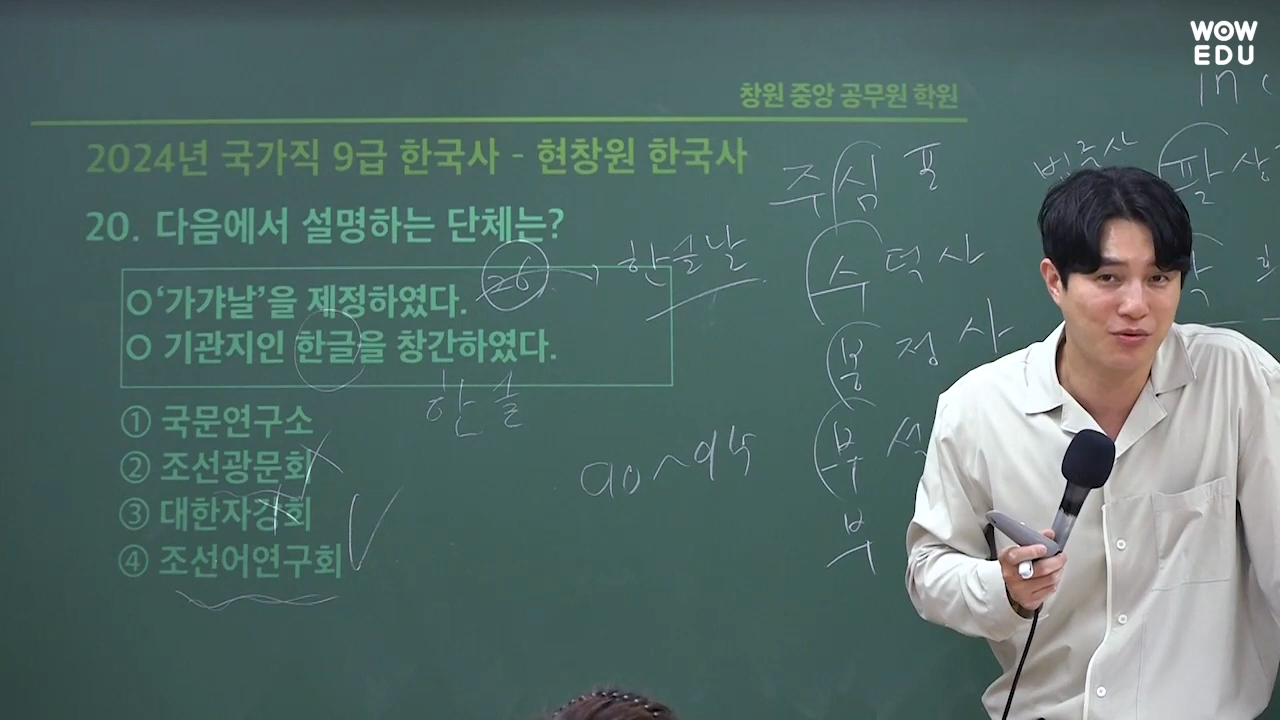 WOW
EDU
창원 중앙 공무원 학원
2024년 국가직 9급 한국사 - 현창원 한국사
20. 다음에서 설명하는 단체는?
O '가갸날'을 제정하였다.
O 기관지인 한글을 창간하였다.
① 국문연구소
② 조선광문회
③ 대한자강회
④ 조선어연구회
26
한글날
한글
주심포
수덕사
봉정사
부석